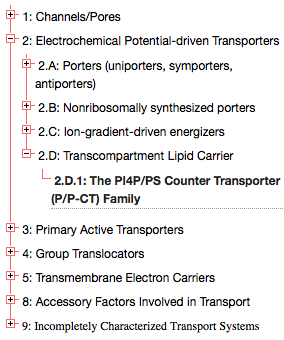 1: Channels/Pores
2: Electrochemical Potential-driven Transporters
2.A: Porters (uniporters, symporters,
antiporters)
2.B: Nonribosomally synthesized porters
2.C: Ion-gradient-driven energizers
2.D: Transcompartment Lipid Carrier
2.D.1: The PI4P/PS Counter Transporter
(P/P-CT) Family
3: Primary Active Transporters
4: Group Translocators
5: Transmembrane Electron Carriers
8: Accessory Factors Involved in Transport
9: Incompletely Characterized Transport Systems